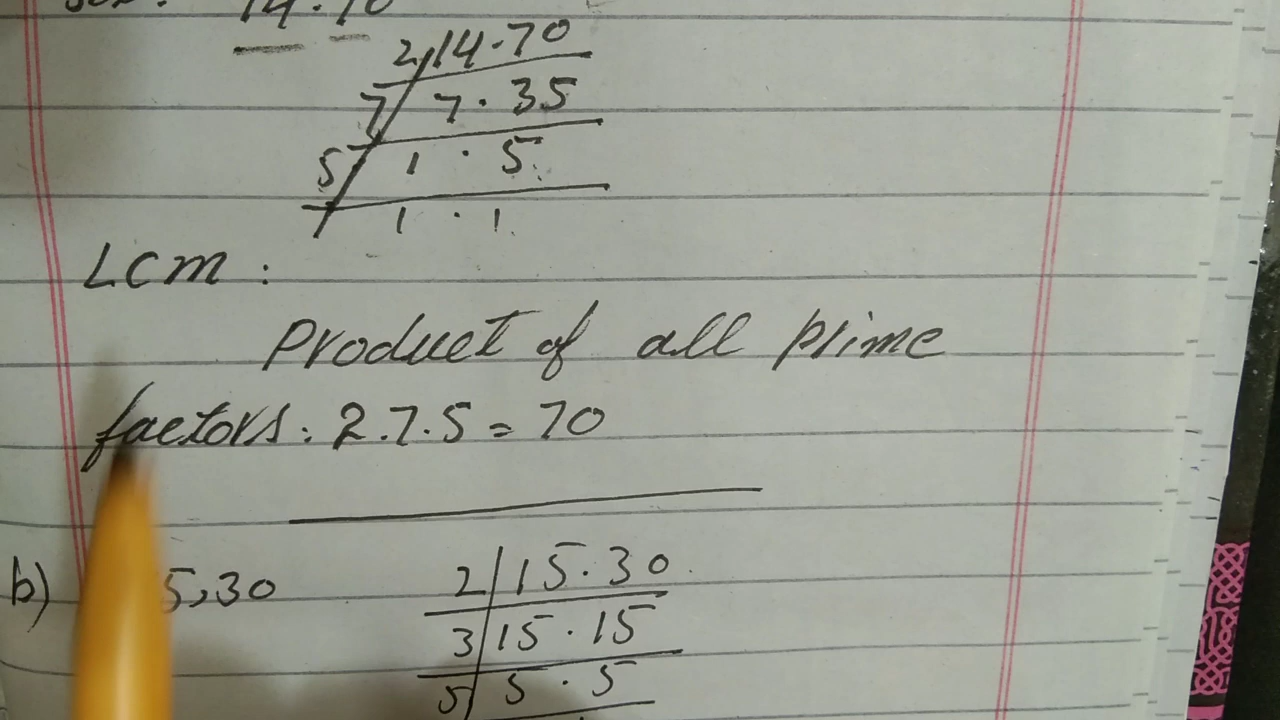 2 14.70
7 7.35
5 1.5
1.1
LCM:
Product of all prime
factors: 2.7.5=70
b) 5,30
2 15.30
3 15.15
5 5.5